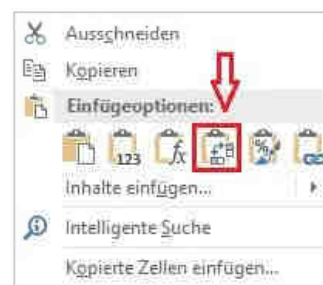 Ausschneiden
Kopieren
Einfügeoptionen:
123 fx %
Inhalte einfügen...
Intelligente Suche
Kopierte Zellen einfügen...